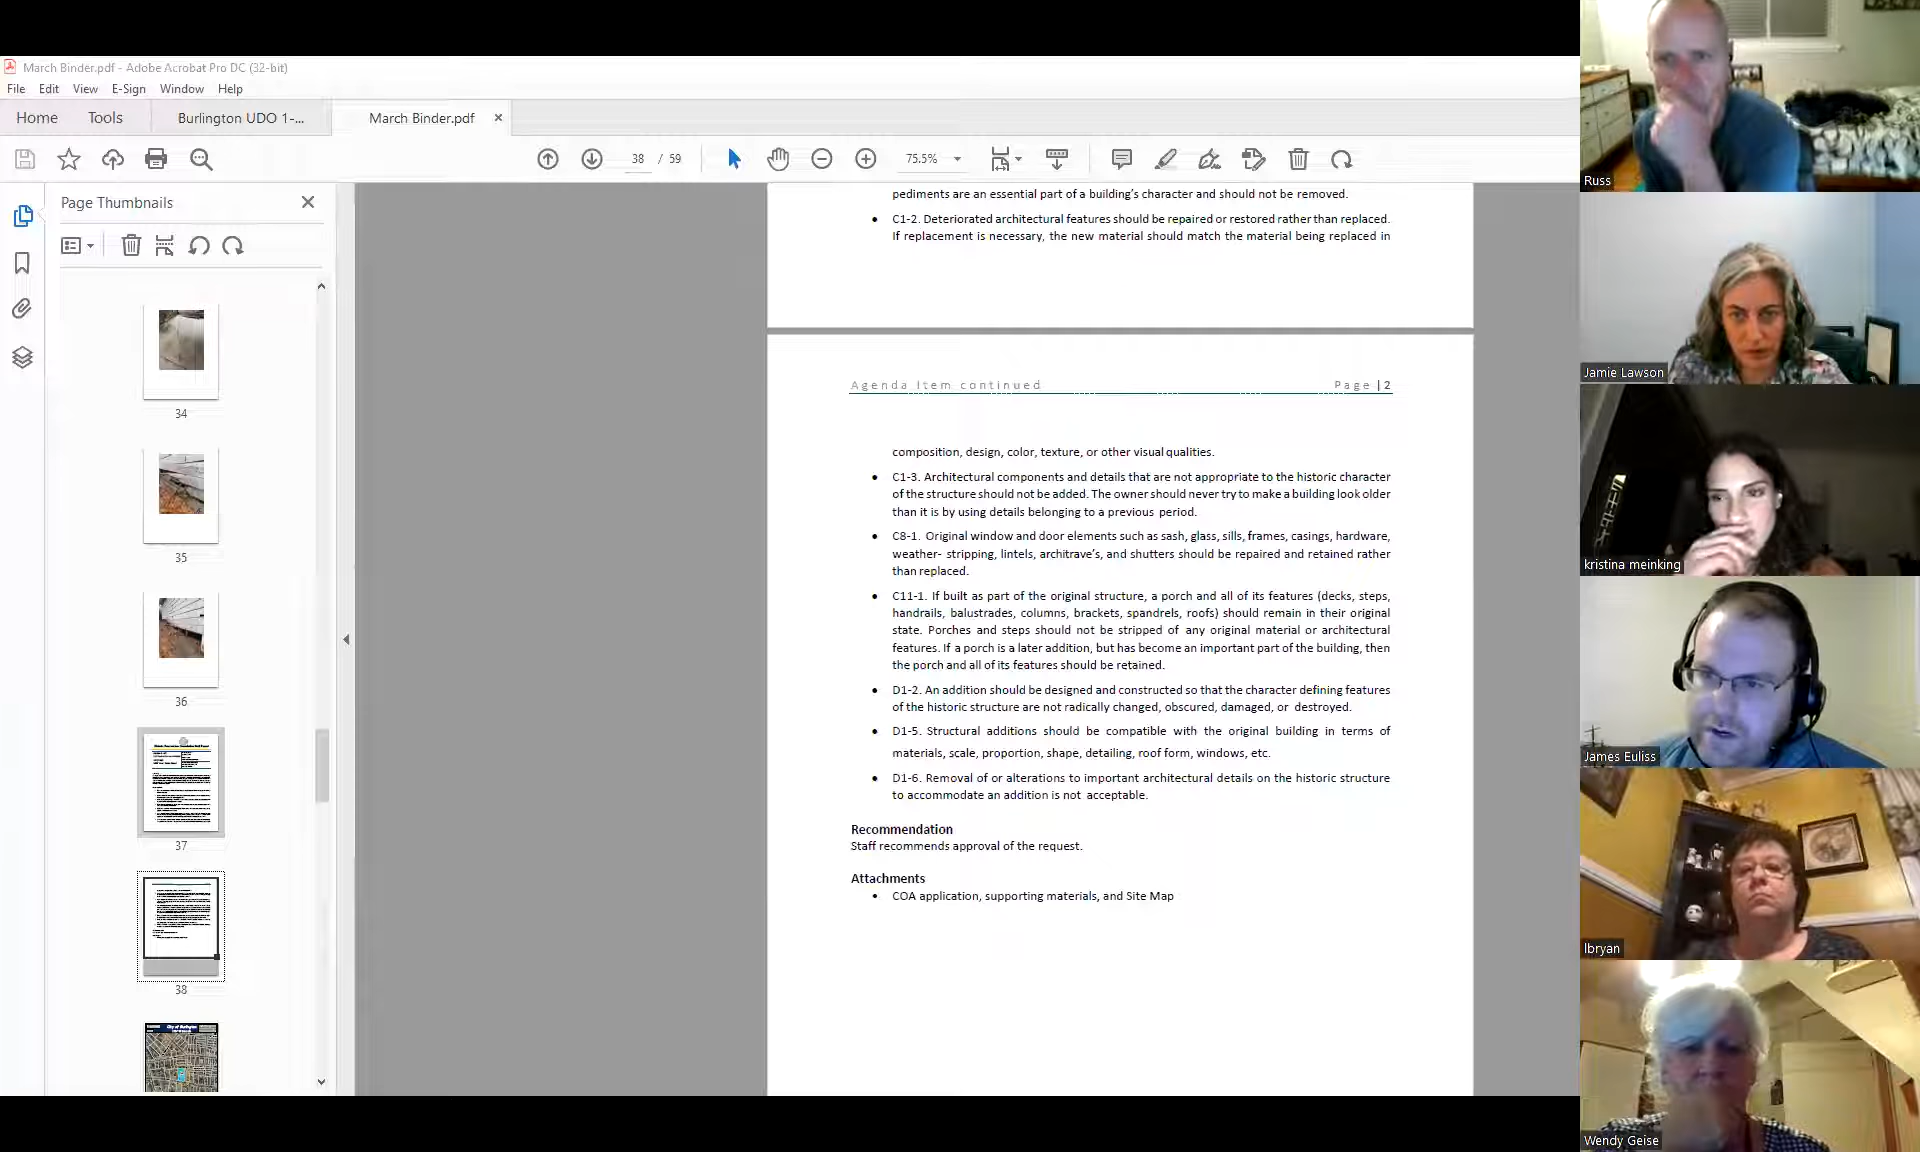 March Binder.pdf - Adobe Acrobat Pro DC (32-bit)
File Edit View E-Sign Window Help
Home Tools Burlington UDO 1-... March Binder.pdf
38 / 59 75.5%
Page Thumbnails
34
35
36
37
38
City of Burlington
pediments are an essential part of a building's character and should not be removed.
• C1-2. Deteriorated architectural features should be repaired or restored rather than replaced.
If replacement is necessary, the new material should match the material being replaced in
Agenda Item continued Page | 2
composition, design, color, texture, or other visual qualities.
• C1-3. Architectural components and details that are not appropriate to the historic character
of the structure should not be added. The owner should never try to make a building look older
than it is by using details belonging to a previous period.
• C8-1. Original window and door elements such as sash, glass, sills, frames, casings, hardware,
weather- stripping, lintels, architrave's, and shutters should be repaired and retained rather
than replaced.
• C11-1. If built as part of the original structure, a porch and all of its features (decks, steps,
handrails, balustrades, columns, brackets, spandrels, roofs) should remain in their original
state. Porches and steps should not be stripped of any original material or architectural
features. If a porch is a later addition, but has become an important part of the building, then
the porch and all of its features should be retained.
• D1-2. An addition should be designed and constructed so that the character defining features
of the historic structure are not radically changed, obscured, damaged, or destroyed.
• D1-5. Structural additions should be compatible with the original building in terms of
materials, scale, proportion, shape, detailing, roof form, windows, etc.
• D1-6. Removal of or alterations to important architectural details on the historic structure
to accommodate an addition is not acceptable.
Recommendation
Staff recommends approval of the request.
Attachments
• COA application, supporting materials, and Site Map
Russ
Jamie Lawson
kristina meinking
James Euliss
lbryan
Wendy Geise